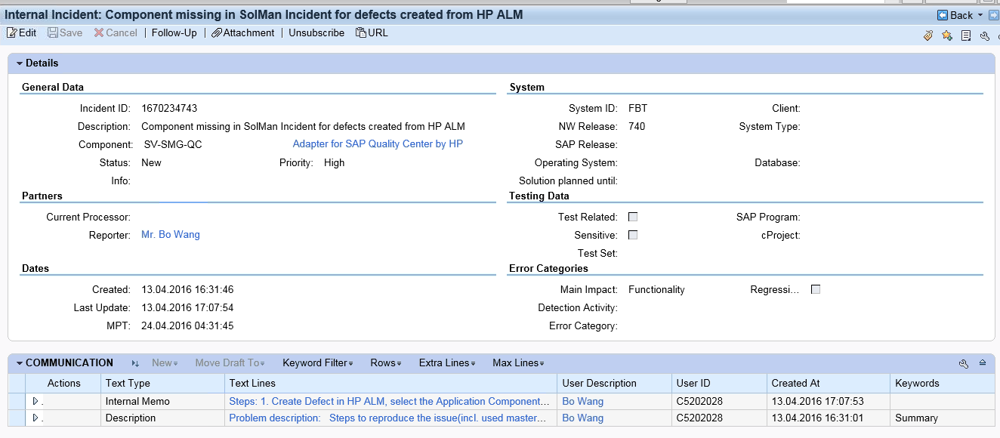 Internal Incident: Component missing in SolMan Incident for defects created from HP ALM
Back
Edit Save Cancel Follow-Up Attachment Unsubscribe URL
Details
General Data System
Incident ID: 1670234743 System ID: FBT Client:
Description: Component missing in SolMan Incident for defects created from HP ALM NW Release: 740 System Type:
Component: SV-SMG-QC Adapter for SAP Quality Center by HP SAP Release:
Status: New Priority: High Operating System: Database:
Info: Solution planned until:
Partners Testing Data
Current Processor: Test Related: SAP Program:
Reporter: Mr. Bo Wang Sensitive: cProject:
Test Set:
Dates Error Categories
Created: 13.04.2016 16:31:46 Main Impact: Functionality Regressi...
Last Update: 13.04.2016 17:07:54 Detection Activity:
MPT: 24.04.2016 04:31:45 Error Category:
COMMUNICATION New Move Draft To Keyword Filter Rows Extra Lines Max Lines
Actions Text Type Text Lines User Description User ID Created At Keywords
. Internal Memo Steps: 1. Create Defect in HP ALM, select the Application Component... Bo Wang C5202028 13.04.2016 17:07:53
. Description Problem description: Steps to reproduce the issue(incl. used master... Bo Wang C5202028 13.04.2016 16:31:01 Summary